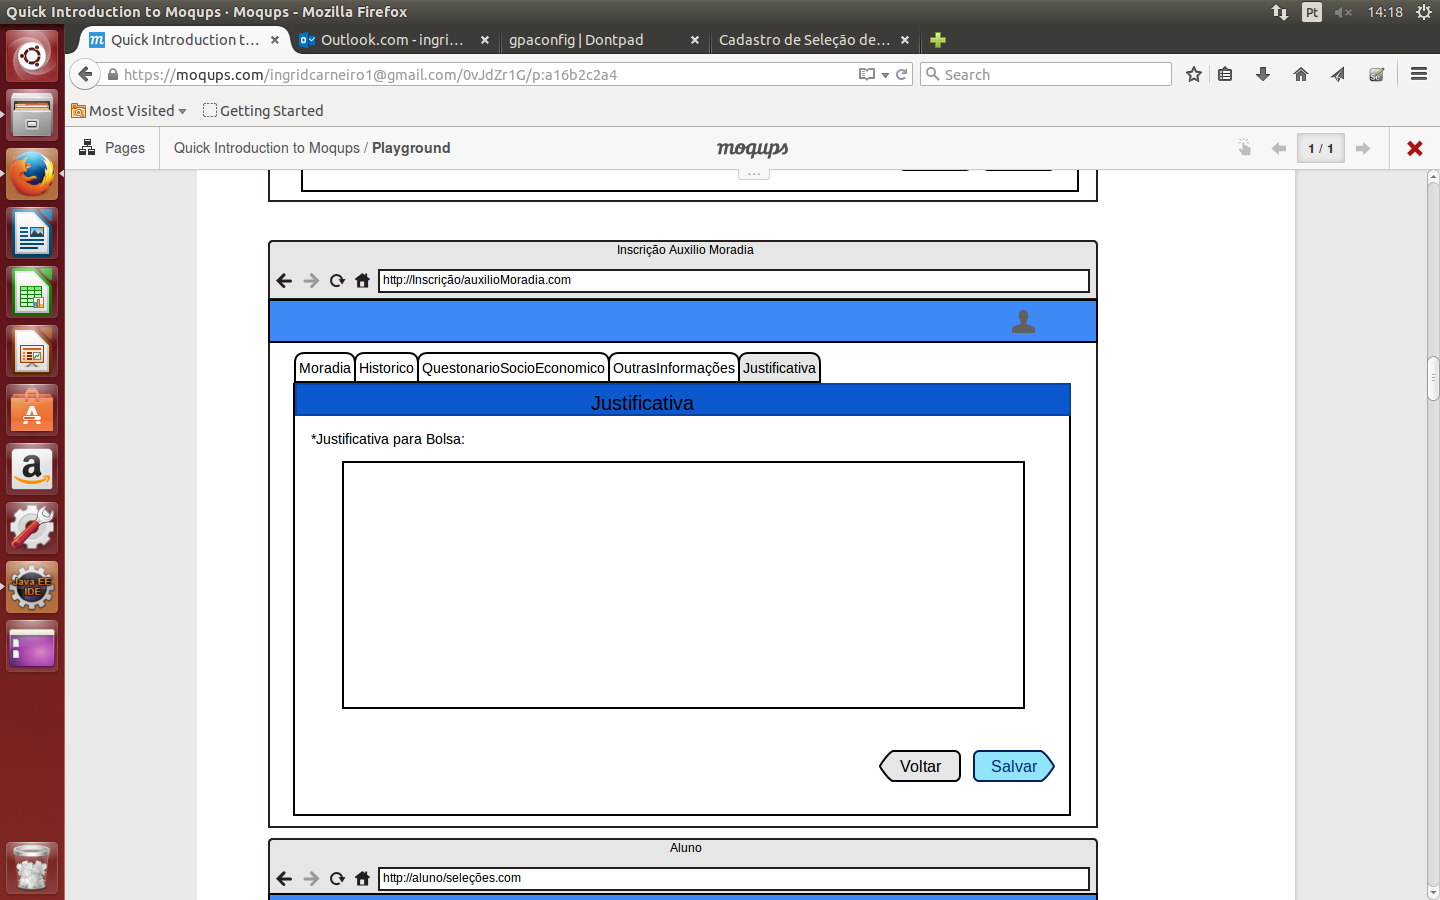 Quick Introduction to Moqups · Moqups - Mozilla Firefox
Pt
14:18
Quick Introduction t...
Outlook.com - ingri...
gpaconfig | Dontpad
Cadastro de Seleção de...
https://moqups.com/ingridcarneiro1@gmail.com/0vJdZr1G/p:a16b2c2a4
Search
Most Visited
Getting Started
Pages
Quick Introduction to Moqups / Playground
moqups
1 / 1
...
Inscrição Auxilio Moradia
http://Inscrição/auxilioMoradia.com
Moradia
Historico
QuestonarioSocioEconomico
OutrasInformações
Justificativa
Justificativa
*Justificativa para Bolsa:
Voltar
Salvar
Java EE
IDE
Aluno
http://aluno/seleções.com